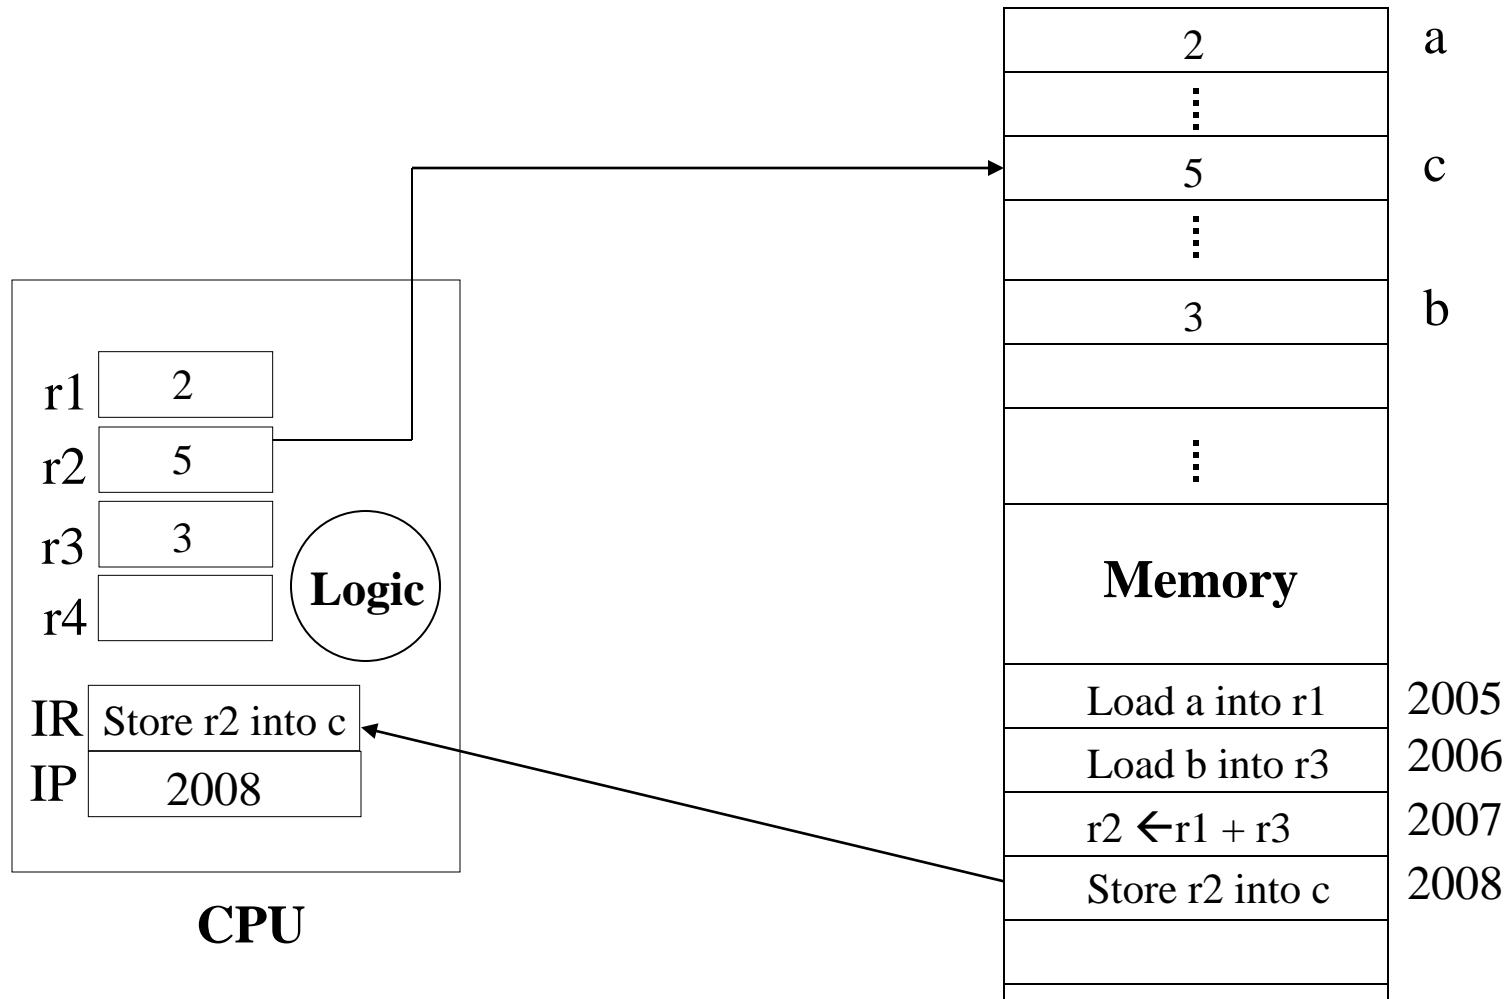 2 a
5 c
3 b
r1 2
r2 5
r3 3
r4
Logic
IR Store r2 into c
IP 2008
CPU
Memory
Load a into r1 2005
Load b into r3 2006
r2 ←r1 + r3 2007
Store r2 into c 2008